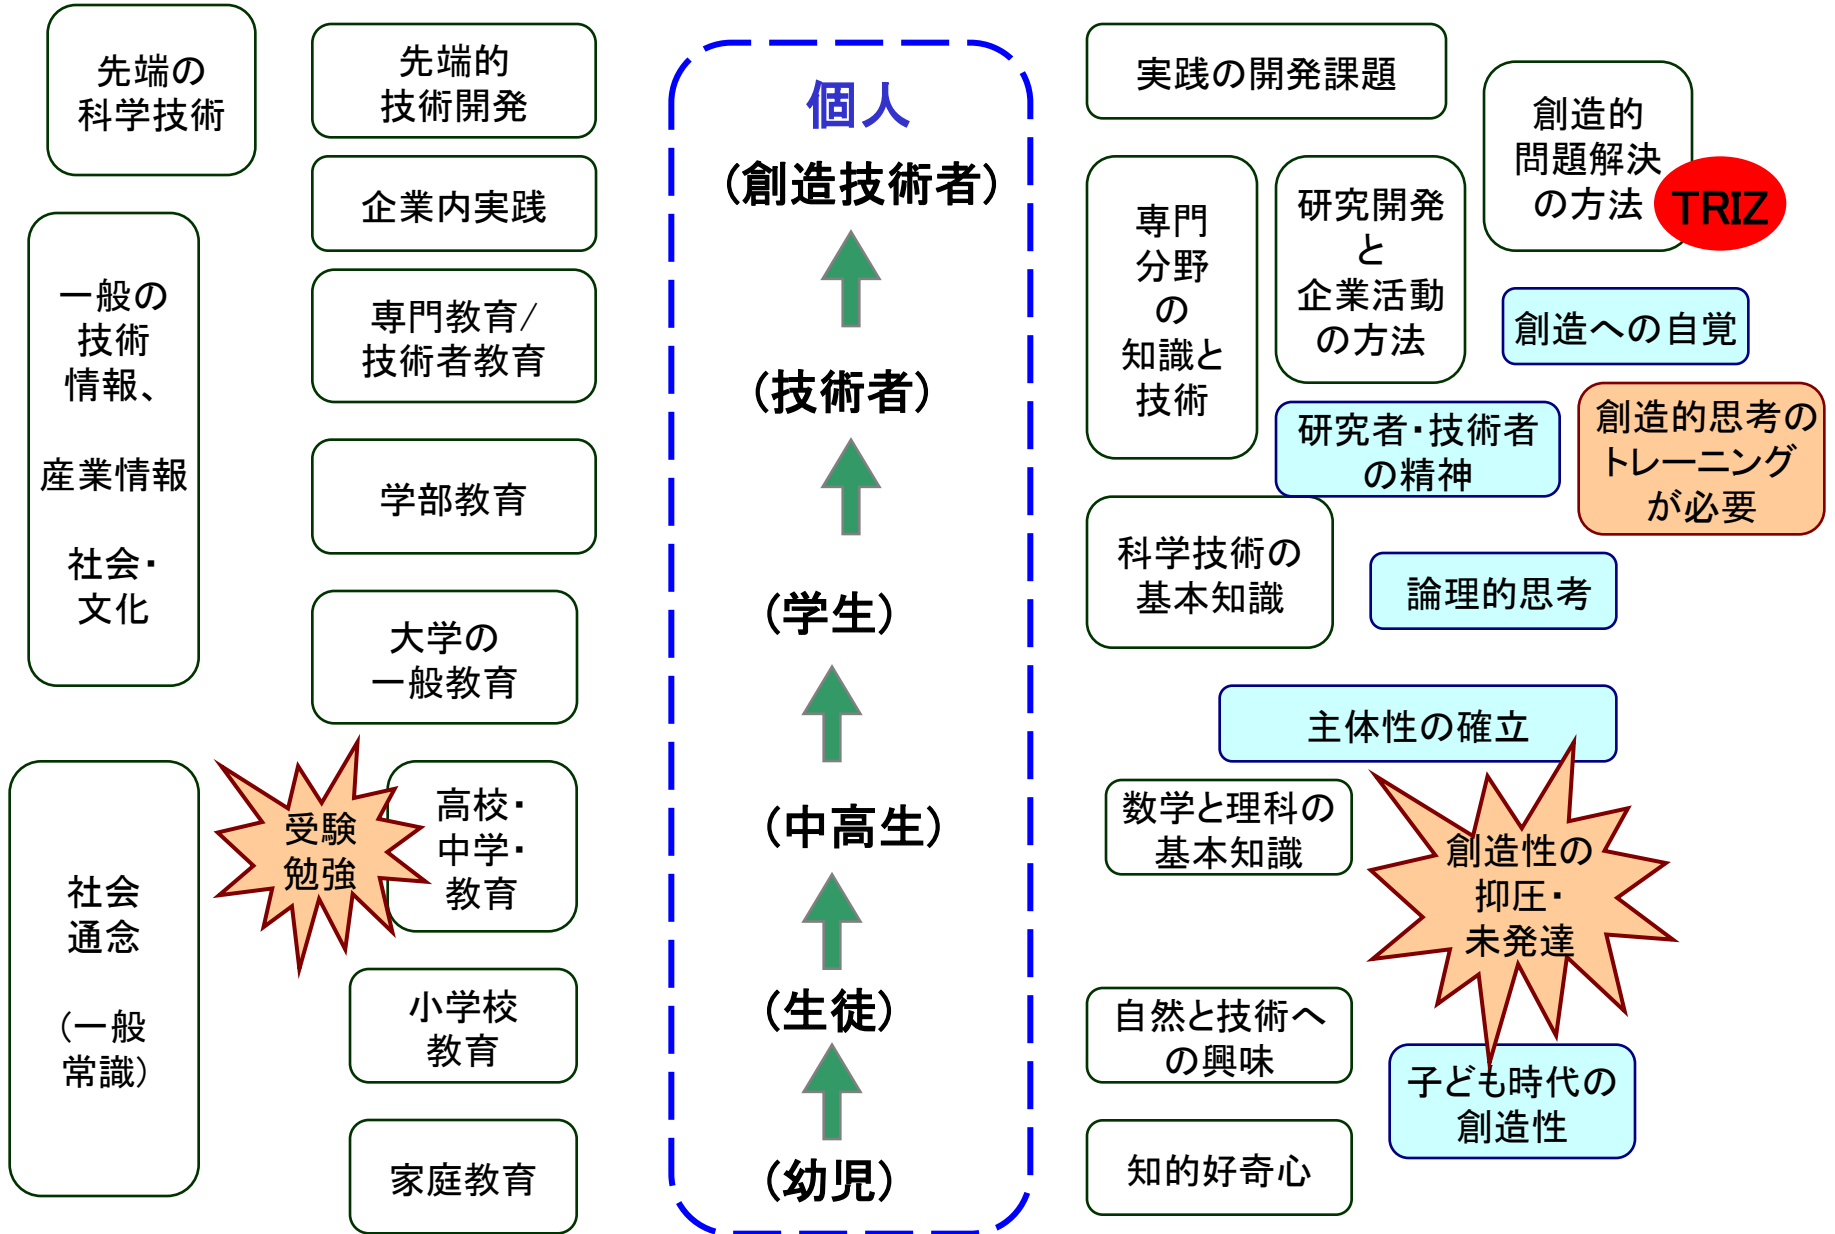 先端の
科学技術
一般の
技術
情報、
産業情報
社会・
文化
社会
通念
（一般
常識）
先端的
技術開発
企業内実践
専門教育/
技術者教育
学部教育
大学の
一般教育
受験
勉強
高校・
中学・
教育
小学校
教育
家庭教育
個人
（創造技術者）
（技術者）
（学生）
（中高生）
（生徒）
（幼児）
実践の開発課題
専門
分野
の
知識と
技術
研究開発
と
企業活動
の方法
創造的
問題解決
の方法
TRIZ
創造への自覚
研究者・技術者
の精神
創造的思考の
トレーニング
が必要
科学技術の
基本知識
論理的思考
主体性の確立
数学と理科の
基本知識
創造性の
抑圧・
未発達
自然と技術へ
の興味
子ども時代の
創造性
知的好奇心